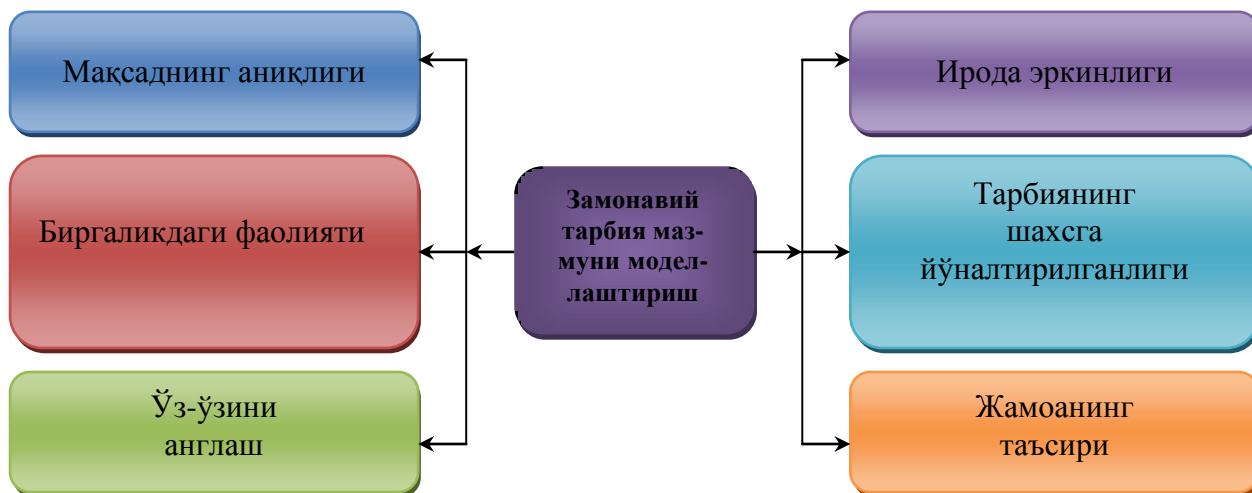 Мақсаднинг аниқлиги
Биргаликдаги фаолияти
Ўз-ўзини
англаш
Замонавий
тарбия маз-
муни модел-
лаштириш
Ирода эркинлиги
Тарбиянинг
шахсга
йўналтирилганлиги
Жамоанинг
таъсири